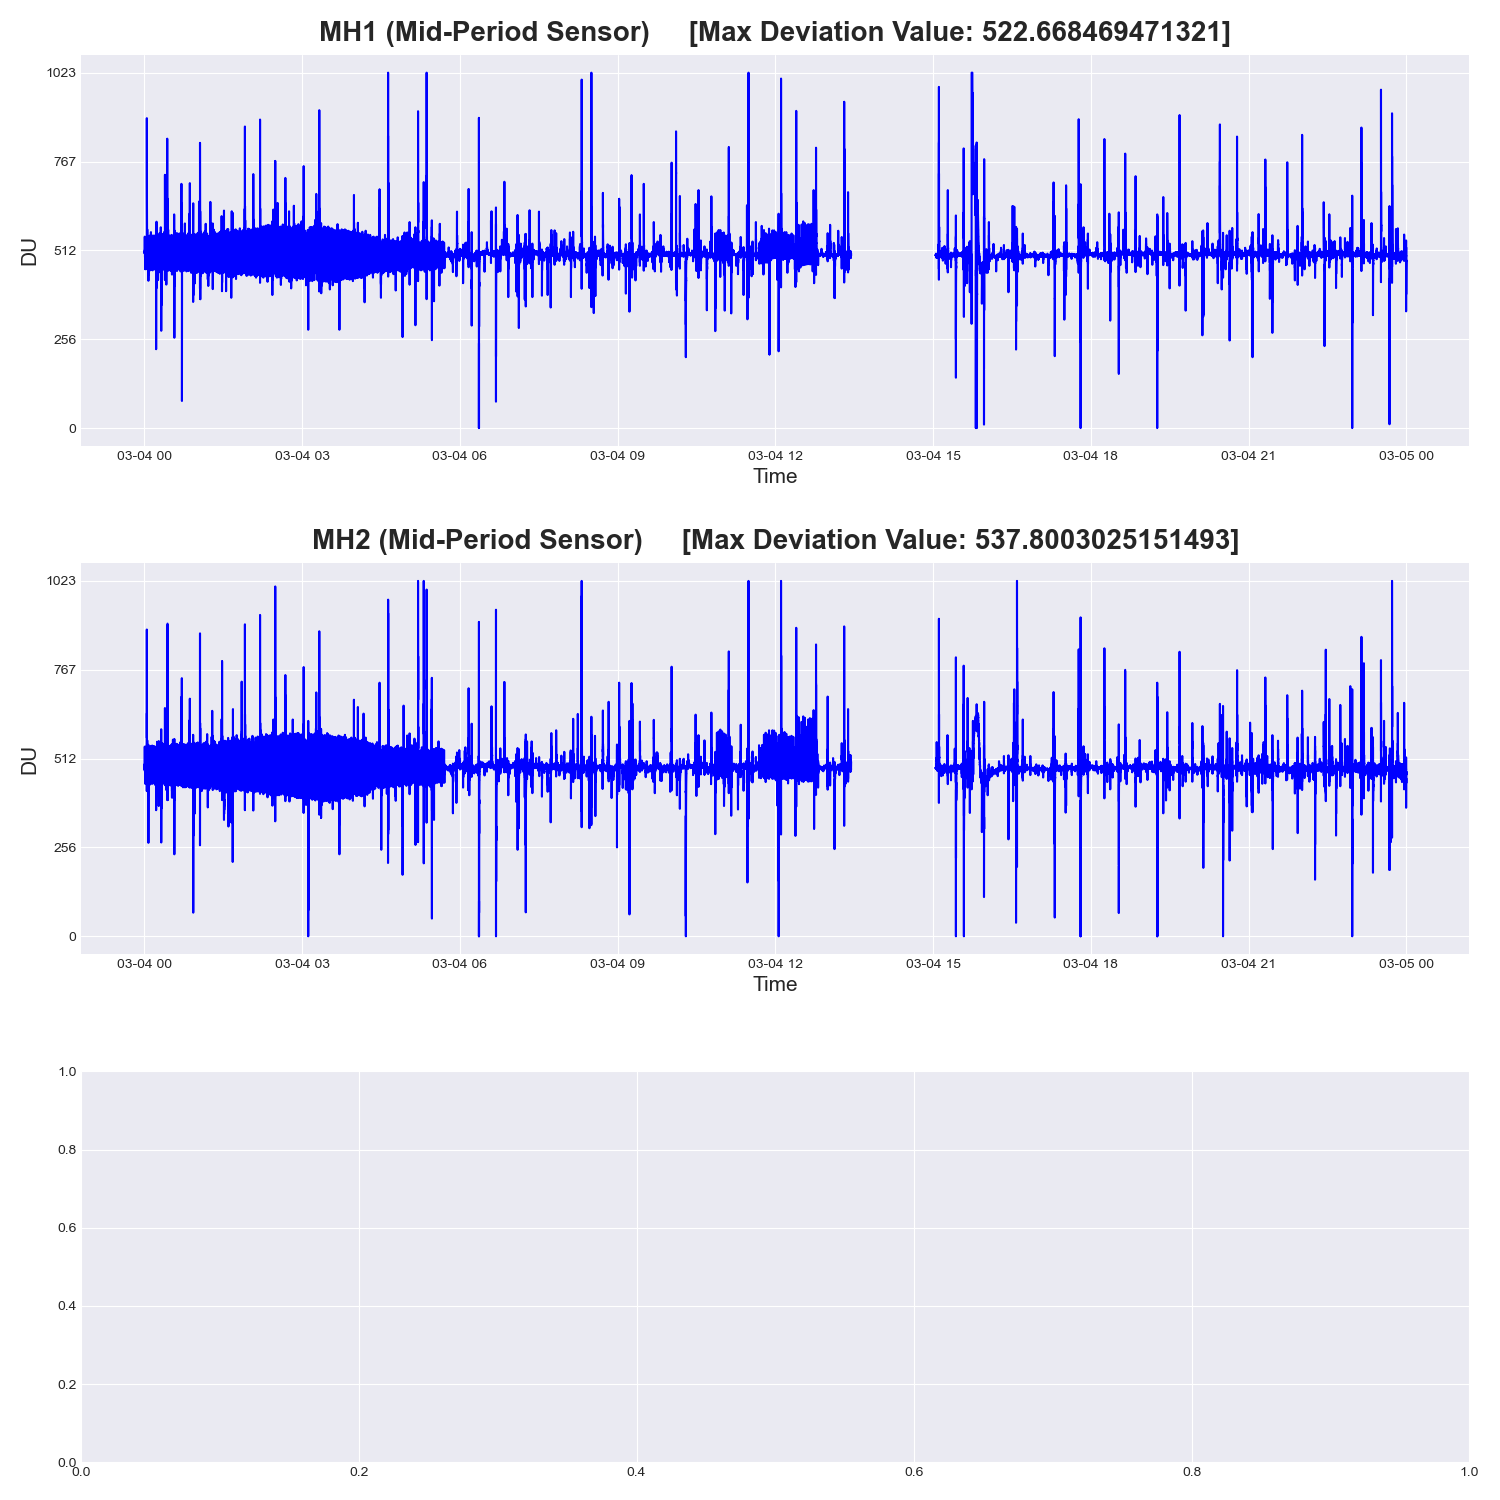 MH1 (Mid-Period Sensor) [Max Deviation Value: 522.668469471321]
1023
767
512
256
0
DU
03-04 00 03-04 03 03-04 06 03-04 09 03-04 12 03-04 15 03-04 18 03-04 21 03-05 00
Time
MH2 (Mid-Period Sensor) [Max Deviation Value: 537.8003025151493]
1023
767
512
256
0
DU
03-04 00 03-04 03 03-04 06 03-04 09 03-04 12 03-04 15 03-04 18 03-04 21 03-05 00
Time
1.0
0.8
0.6
0.4
0.2
0.0
0.0 0.2 0.4 0.6 0.8 1.0